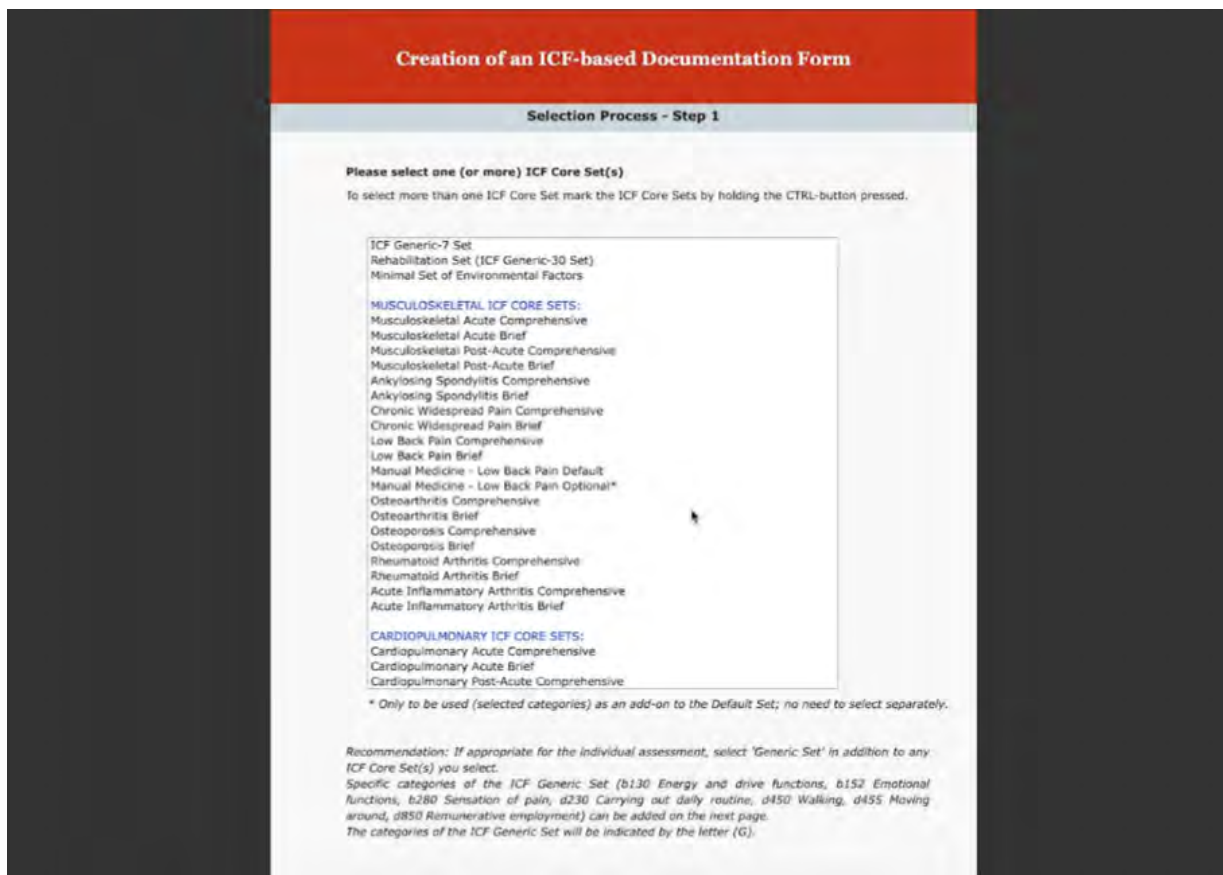 Creation of an ICF-based Documentation Form
Selection Process - Step 1
Please select one (or more) ICF Core Set(s)
To select more than one ICF Core Set mark the ICF Core Sets by holding the CTRL-button pressed.
ICF Generic-7 Set
Rehabilitation Set (ICF Generic-30 Set)
Minimal Set of Environmental Factors
MUSCULOSKELETAL ICF CORE SETS:
Musculoskeletal Acute Comprehensive
Musculoskeletal Acute Brief
Musculoskeletal Post-Acute Comprehensive
Musculoskeletal Post-Acute Brief
Ankylosing Spondylitis Comprehensive
Ankylosing Spondylitis Brief
Chronic Widespread Pain Comprehensive
Chronic Widespread Pain Brief
Low Back Pain Comprehensive
Low Back Pain Brief
Manual Medicine - Low Back Pain Default
Manual Medicine - Low Back Pain Optional*
Osteoarthritis Comprehensive
Osteoarthritis Brief
Osteoporosis Comprehensive
Osteoporosis Brief
Rheumatoid Arthritis Comprehensive
Rheumatoid Arthritis Brief
Acute Inflammatory Arthritis Comprehensive
Acute Inflammatory Arthritis Brief
CARDIOPULMONARY ICF CORE SETS:
Cardiopulmonary Acute Comprehensive
Cardiopulmonary Acute Brief
Cardiopulmonary Post-Acute Comprehensive
* Only to be used (selected categories) as an add-on to the Default Set; no need to select separately.
Recommendation: If appropriate for the individual assessment, select 'Generic Set' in addition to any
ICF Core Set(s) you select.
Specific categories of the ICF Generic Set (b130 Energy and drive functions, b152 Emotional
functions, b280 Sensation of pain, d230 Carrying out daily routine, d450 Walking, d455 Moving
around, d850 Remunerative employment) can be added on the next page.
The categories of the ICF Generic Set will be indicated by the letter (G).